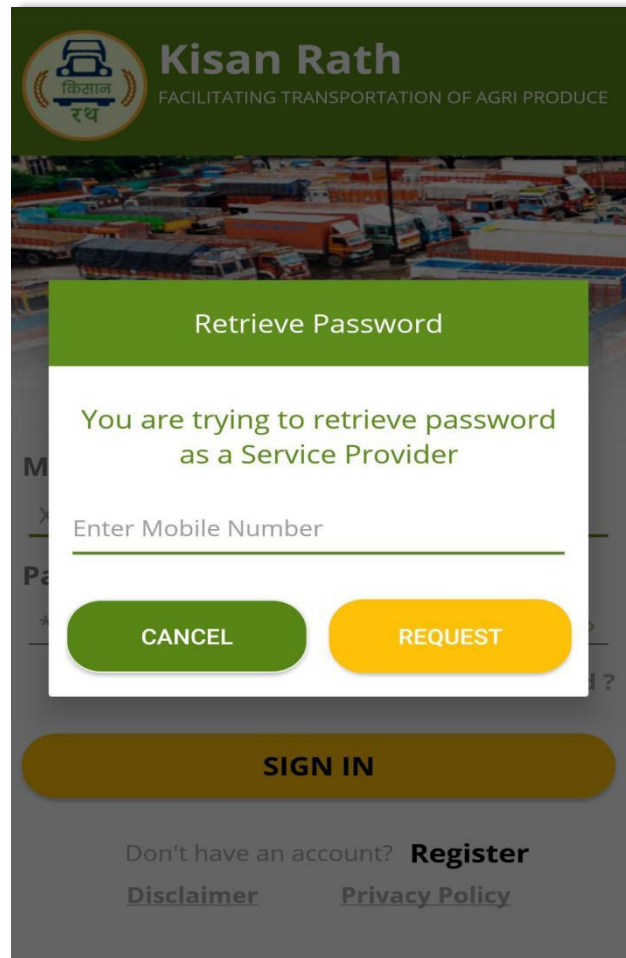 Kisan Rath
FACILITATING TRANSPORTATION OF AGRI PRODUCE
किसान
रथ
Retrieve Password
You are trying to retrieve password
as a Service Provider
Enter Mobile Number
CANCEL
REQUEST
SIGN IN
Don't have an account? Register
Disclaimer
Privacy Policy